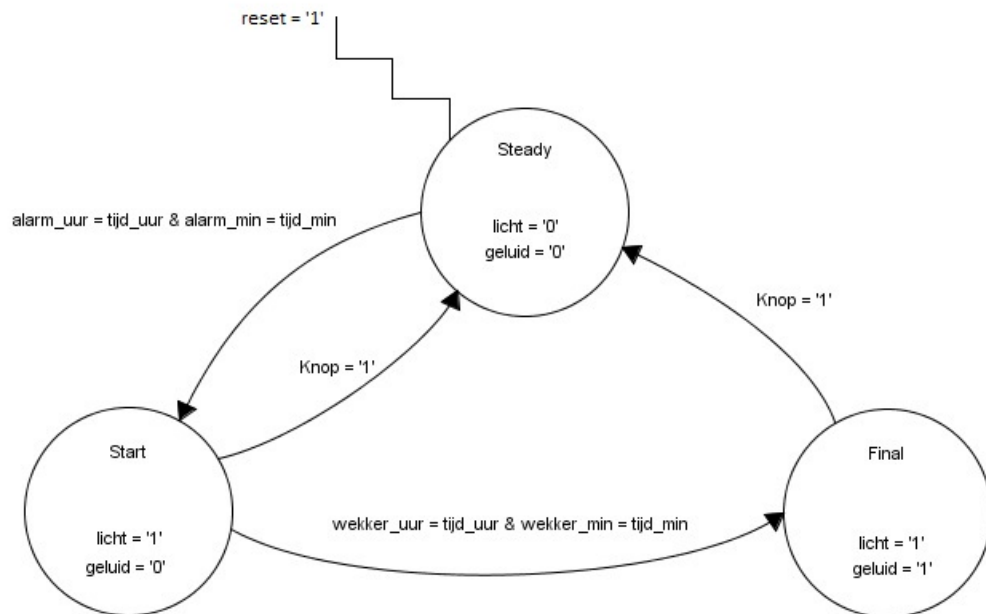 reset = '1'
Steady
licht = '0'
geluid = '0'
alarm_uur = tijd_uur & alarm_min = tijd_min
Knop = '1'
Knop = '1'
Start
licht = '1'
geluid = '0'
wekker_uur = tijd_uur & wekker_min = tijd_min
Final
licht = '1'
geluid = '1'